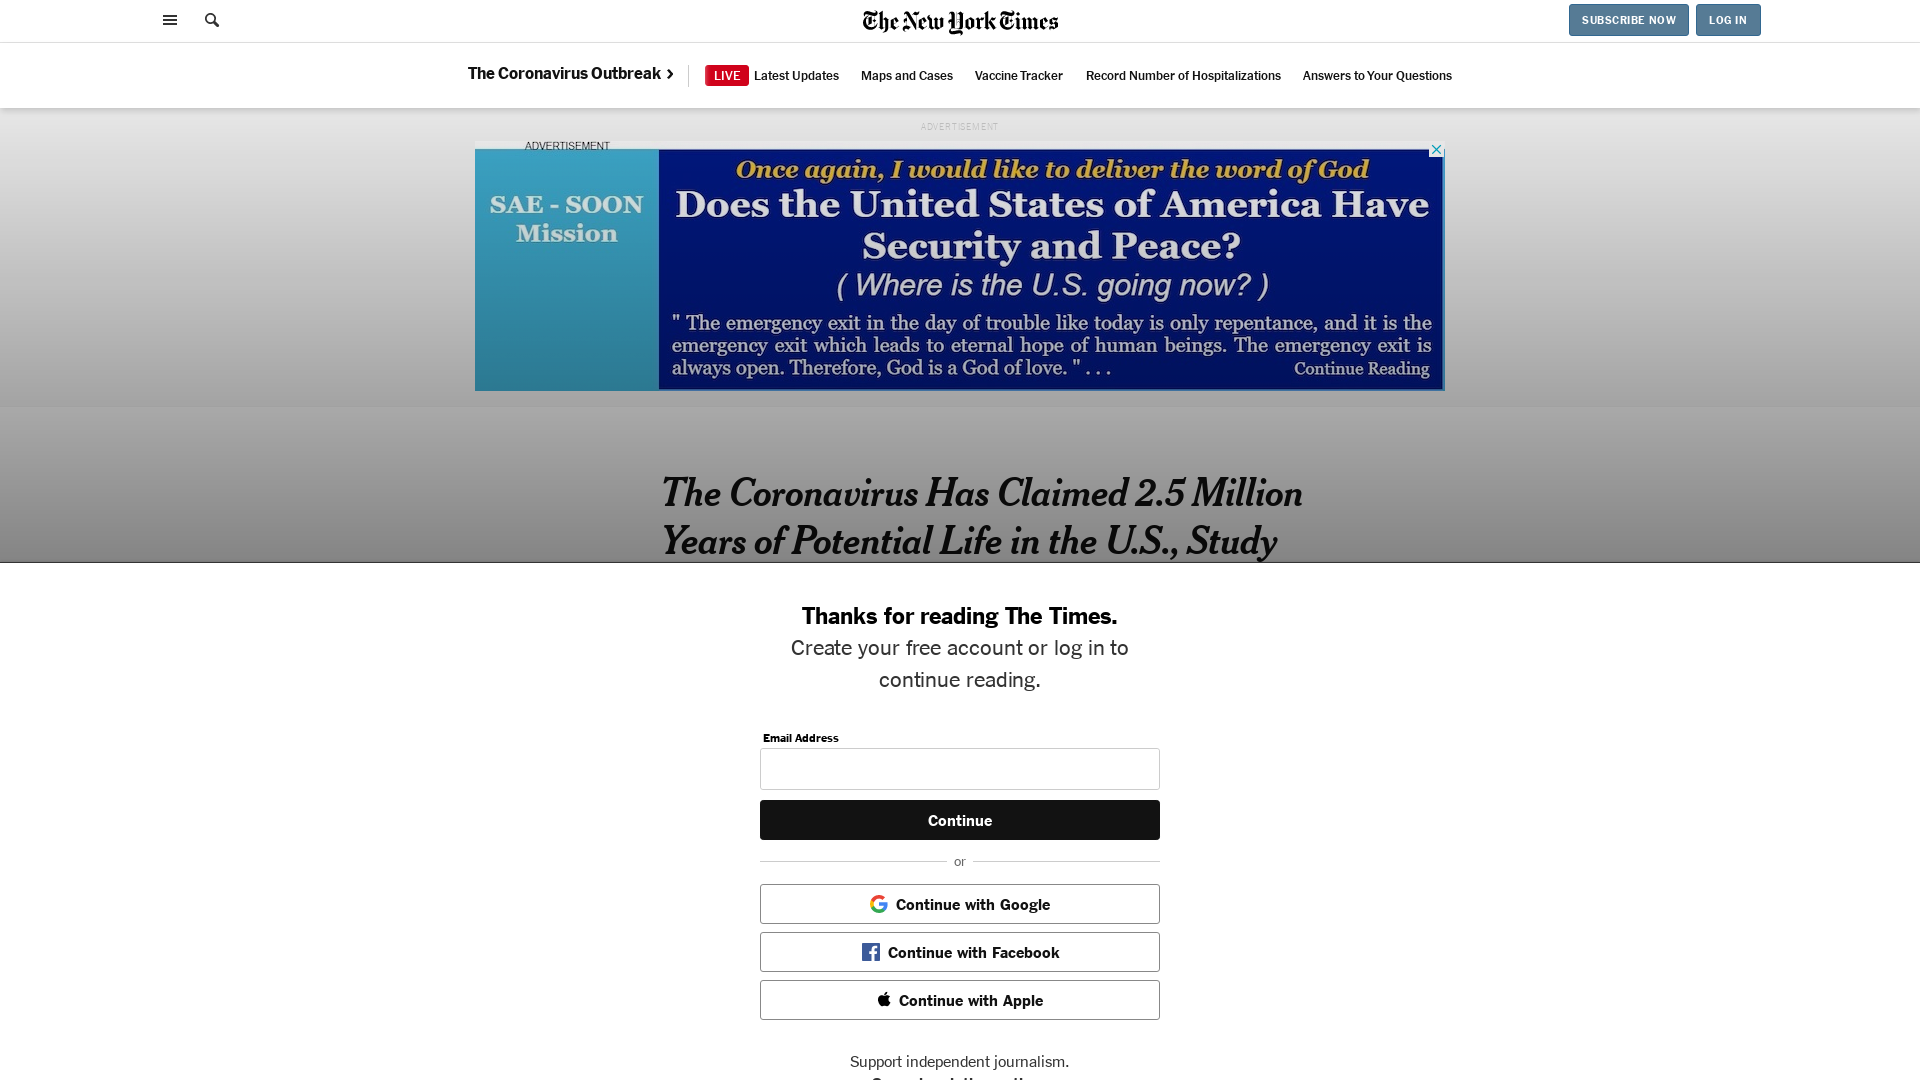 The New York Times
SUBSCRIBE NOW
LOG IN
The Coronavirus Outbreak
LIVE Latest Updates
Maps and Cases
Vaccine Tracker
Record Number of Hospitalizations
Answers to Your Questions
ADVERTISEMENT
ADVERTISEMENT
SAE - SOON
Mission
Once again, I would like to deliver the word of God
Does the United States of America Have
Security and Peace?
( Where is the U.S. going now? )
" The emergency exit in the day of trouble like today is only repentance, and it is the
emergency exit which leads to eternal hope of human beings. The emergency exit is
always open. Therefore, God is a God of love. " . . .
Continue Reading
The Coronavirus Has Claimed 2.5 Million
Years of Potential Life in the U.S., Study
Thanks for reading The Times.
Create your free account or log in to
continue reading.
Email Address
Continue
or
Continue with Google
Continue with Facebook
Continue with Apple
Support independent journalism.